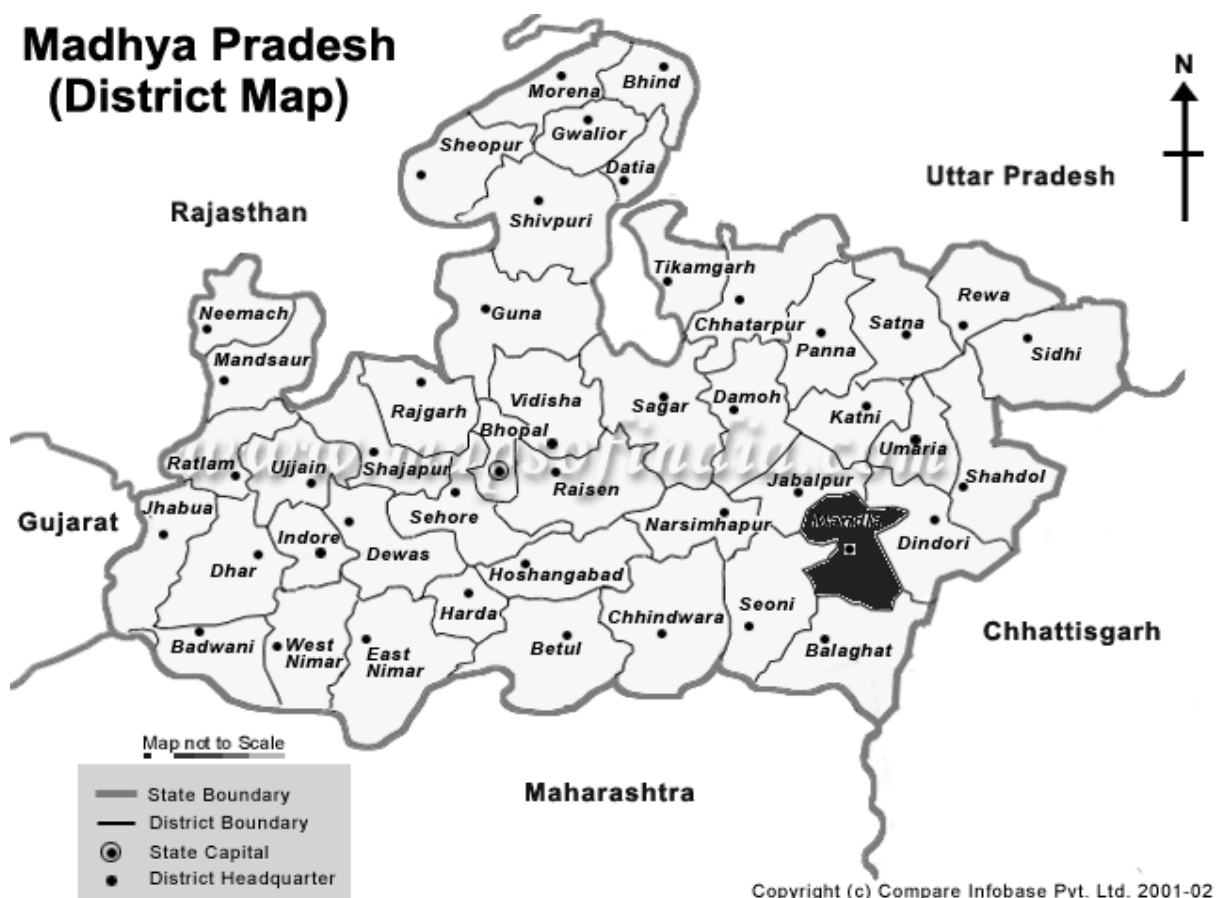 Madhya Pradesh
(District Map)
N
Morena
Bhind
Gwalior
Sheopur
Datia
Uttar Pradesh
Rajasthan
Shivpuri
Tikamgarh
Neemach
Guna
Rewa
Chhatarpur
Satna
Panna
Sidhi
Mandsaur
Rajgarh
Vidisha
Sagar
Damoh
Katni
Bhopal
Umaria
www.mapsofindia.com
Ratlam
Ujjain
Shajapur
Raisen
Jabalpur
Shahdol
Jhabua
Gujarat
Sehore
Narsimhapur
Mandla
Indore
Dewas
Dindori
Dhar
Hoshangabad
Harda
Chhindwara
Seoni
Chhattisgarh
Badwani
West
Nimar
East
Nimar
Betul
Balaghat
Map not to Scale
Maharashtra
State Boundary
District Boundary
State Capital
District Headquarter
Copyright (c) Compare Infobase Pvt. Ltd. 2001-02